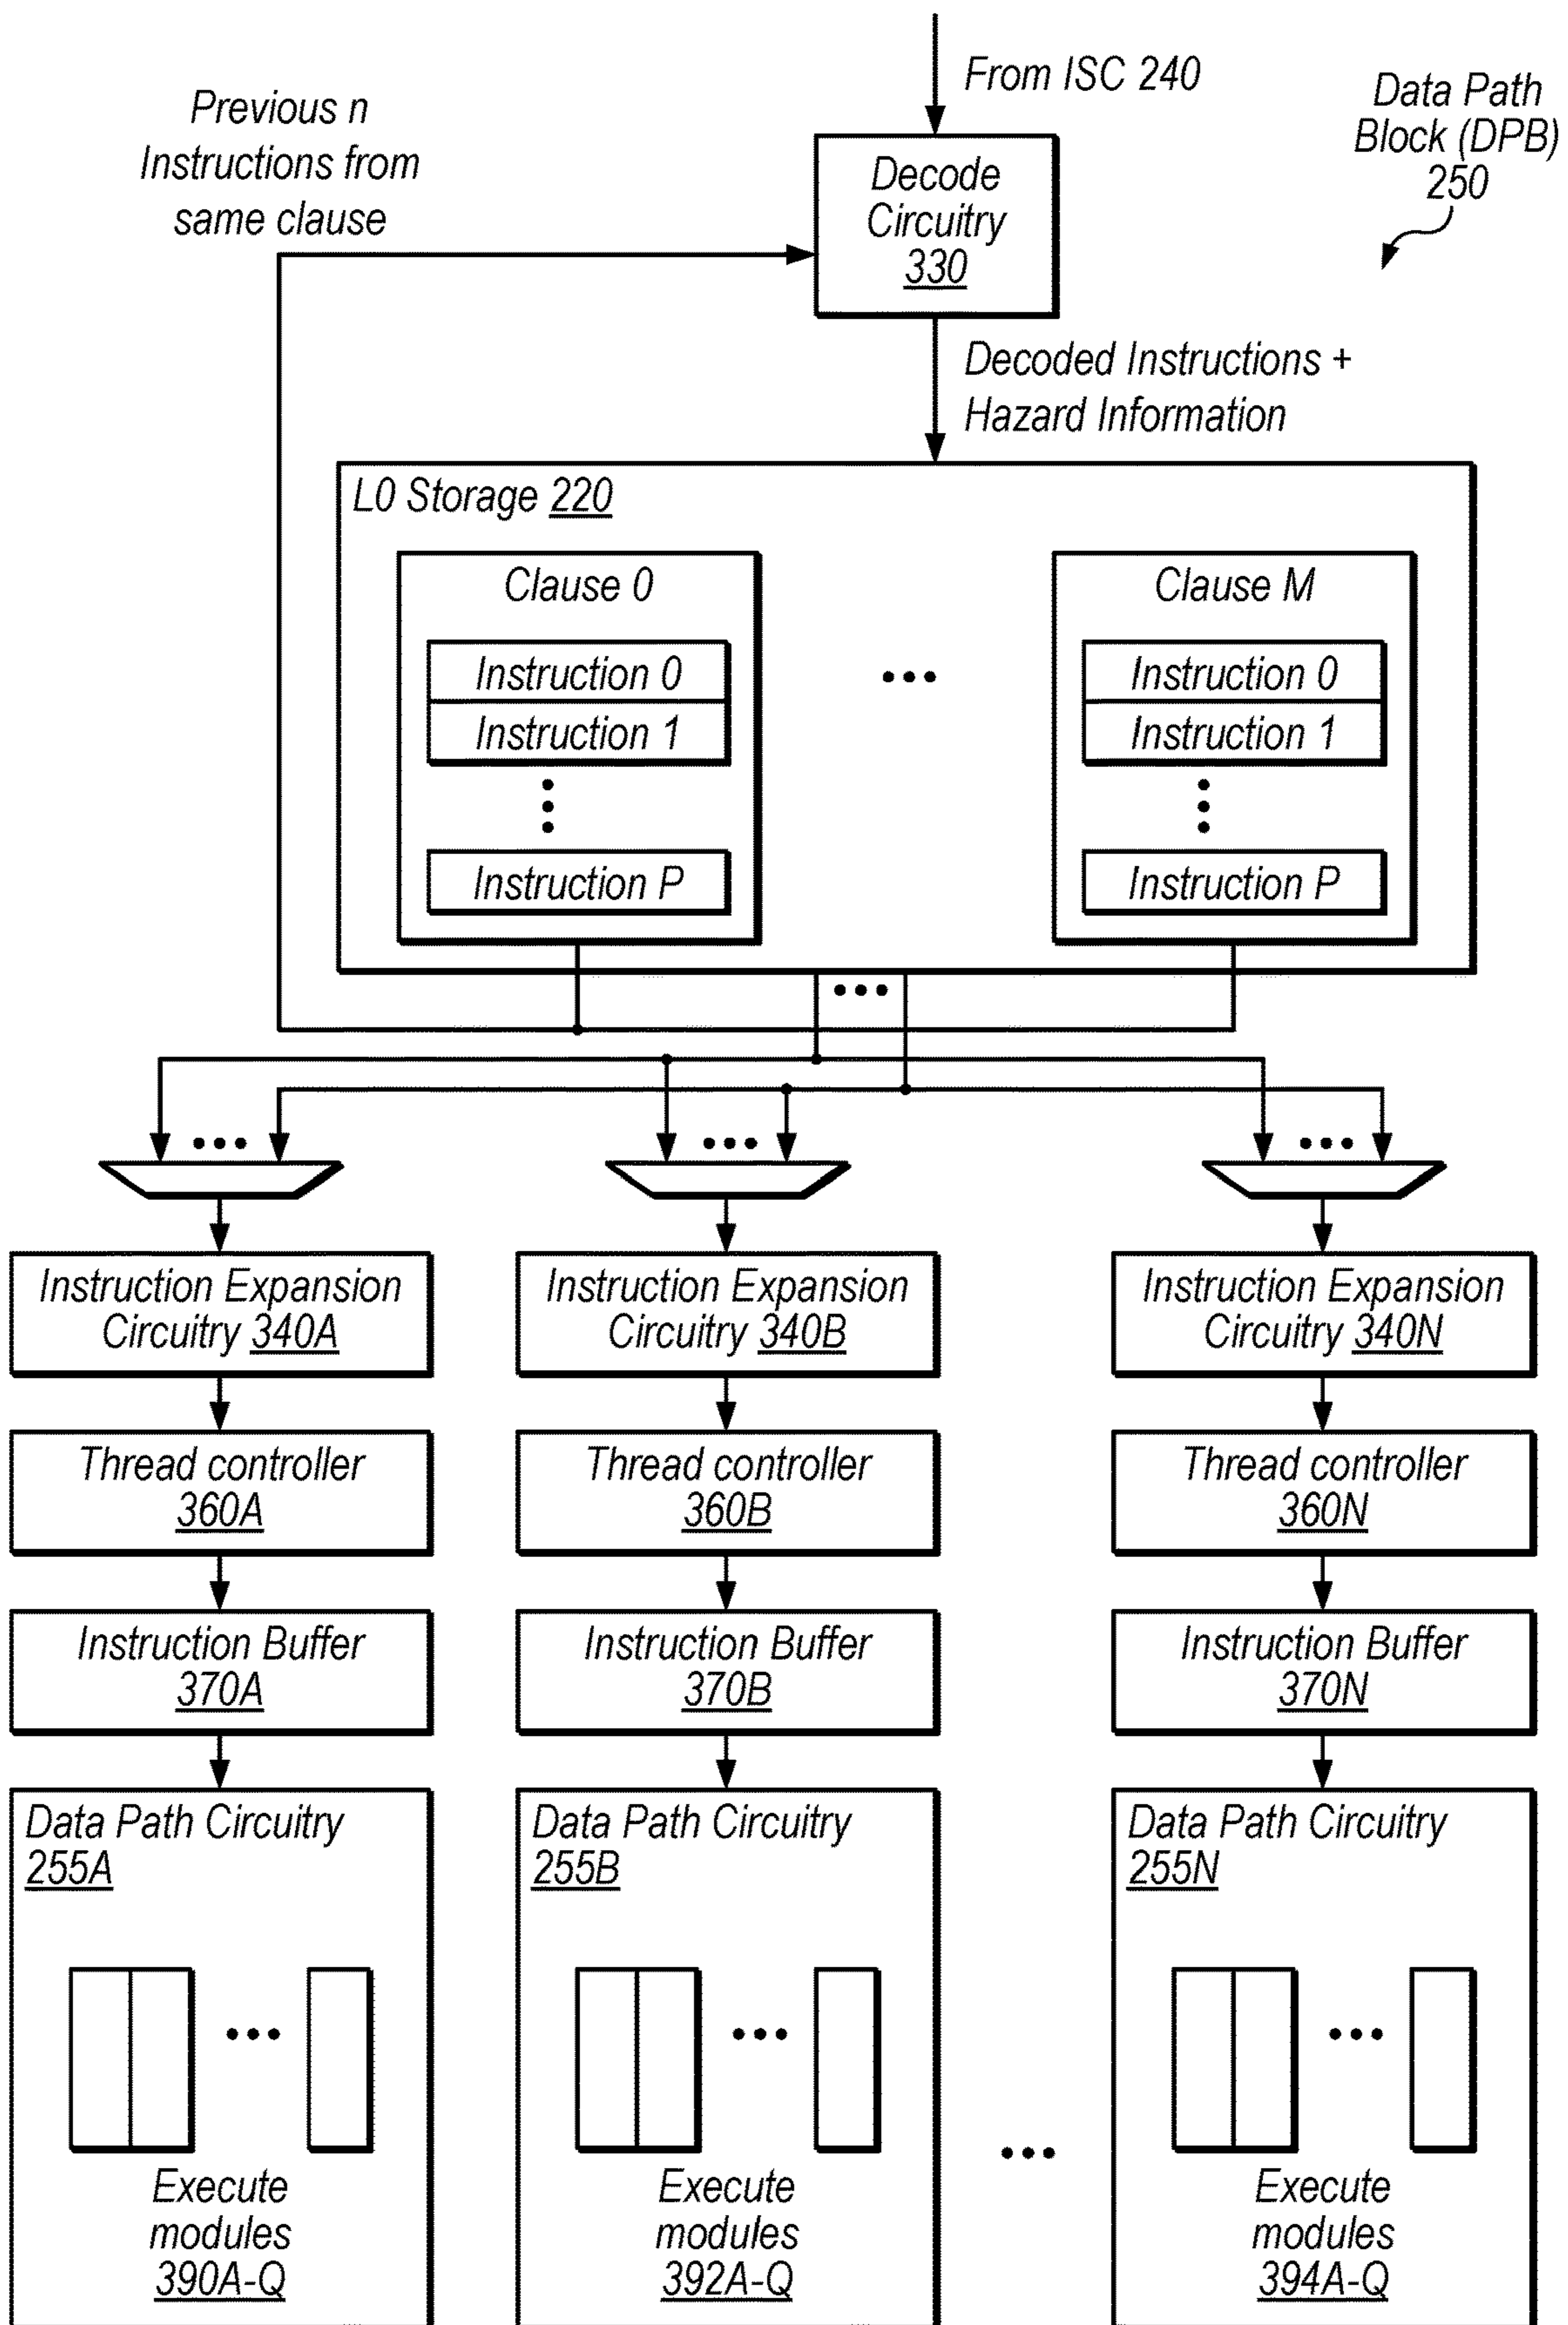 From ISC 240
Data Path
Block (DPB)
250
Previous n
Instructions from
same clause
Decode
Circuitry
330
Decoded Instructions +
Hazard Information
L0 Storage 220
Clause 0
Instruction 0
Instruction 1
Instruction P
Clause M
Instruction 0
Instruction 1
Instruction P
Instruction Expansion
Circuitry 340A
Instruction Expansion
Circuitry 340B
Instruction Expansion
Circuitry 340N
Thread controller
360A
Thread controller
360B
Thread controller
360N
Instruction Buffer
370A
Instruction Buffer
370B
Instruction Buffer
370N
Data Path Circuitry
255A
Execute
modules
390A-Q
Data Path Circuitry
255B
Execute
modules
392A-Q
Data Path Circuitry
255N
Execute
modules
394A-Q